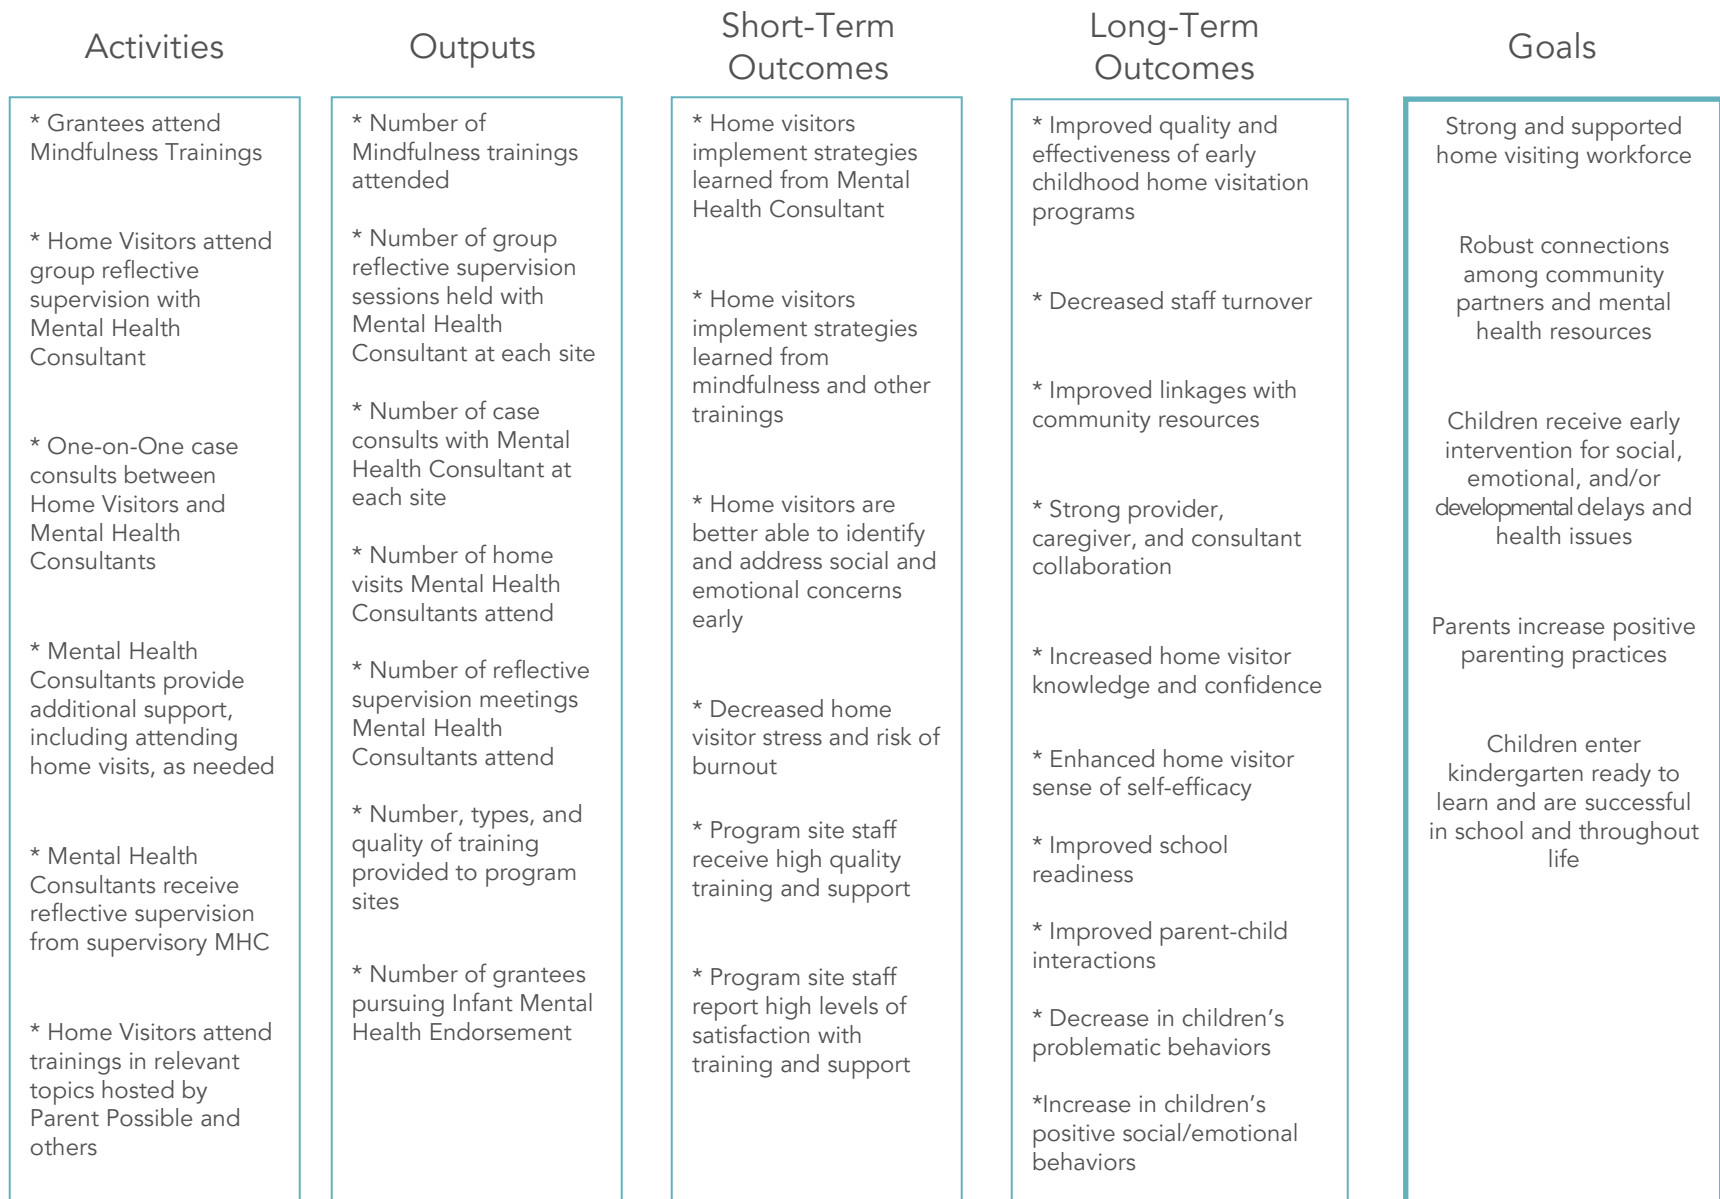 Activities
* Grantees attend
Mindfulness Trainings
* Home Visitors attend
group reflective
supervision with
Mental Health
Consultant
* One-on-One case
consults between
Home Visitors and
Mental Health
Consultants
* Mental Health
Consultants provide
additional support,
including attending
home visits, as needed
* Mental Health
Consultants receive
reflective supervision
from supervisory MHC
* Home Visitors attend
trainings in relevant
topics hosted by
Parent Possible and
others
Outputs
* Number of
Mindfulness trainings
attended
* Number of group
reflective supervision
sessions held with
Mental Health
Consultant at each site
* Number of case
consults with Mental
Health Consultant at
each site
* Number of home
visits Mental Health
Consultants attend
* Number of reflective
supervision meetings
Mental Health
Consultants attend
* Number, types, and
quality of training
provided to program
sites
* Number of grantees
pursuing Infant Mental
Health Endorsement
Short-Term
Outcomes
* Home visitors
implement strategies
learned from Mental
Health Consultant
* Home visitors
implement strategies
learned from
mindfulness and other
trainings
* Home visitors are
better able to identify
and address social and
emotional concerns
early
* Decreased home
visitor stress and risk of
burnout
* Program site staff
receive high quality
training and support
* Program site staff
report high levels of
satisfaction with
training and support
Long-Term
Outcomes
* Improved quality and
effectiveness of early
childhood home visitation
programs
* Decreased staff turnover
* Improved linkages with
community resources
* Strong provider,
caregiver, and consultant
collaboration
* Increased home visitor
knowledge and confidence
* Enhanced home visitor
sense of self-efficacy
* Improved school
readiness
* Improved parent-child
interactions
* Decrease in children’s
problematic behaviors
*Increase in children’s
positive social/emotional
behaviors
Goals
Strong and supported
home visiting workforce
Robust connections
among community
partners and mental
health resources
Children receive early
intervention for social,
emotional, and/or
developmental delays and
health issues
Parents increase positive
parenting practices
Children enter
kindergarten ready to
learn and are successful
in school and throughout
life